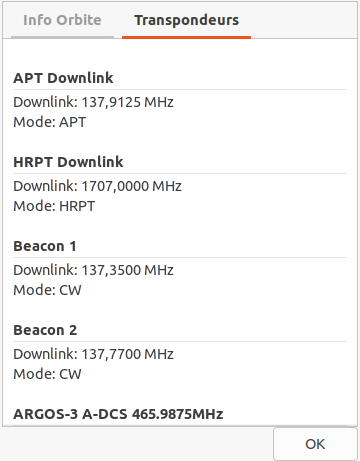 Info Orbite
Transpondeurs
APT Downlink
Downlink: 137,9125 MHz
Mode: APT
HRPT Downlink
Downlink: 1707,0000 MHz
Mode: HRPT
Beacon 1
Downlink: 137,3500 MHz
Mode: CW
Beacon 2
Downlink: 137,7700 MHz
Mode: CW
ARGOS-3 A-DCS 465.9875MHz
OK